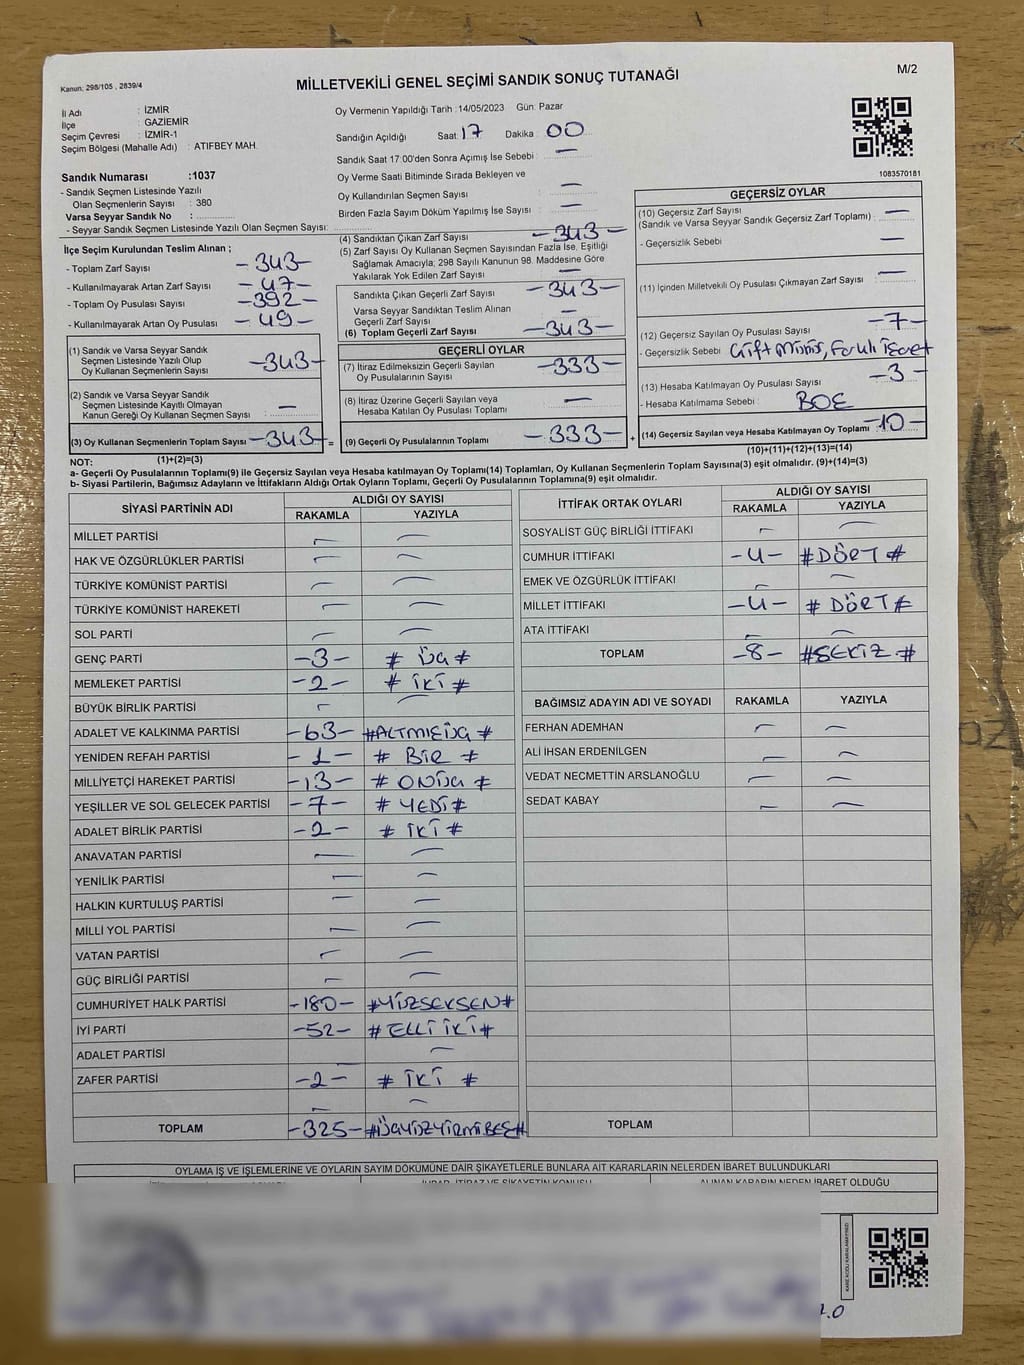 Kanun: 298/105 , 2839/4
MİLLETVEKİLİ GENEL SEÇİMİ SANDIK SONUÇ TUTANAĞI
M/2
İl Adı : İZMİR
İlçe : GAZİEMİR
Seçim Çevresi : İZMİR-1
Seçim Bölgesi (Mahalle Adı) : ATIFBEY MAH.
Oy Vermenin Yapıldığı Tarih :14/05/2023 Gün: Pazar
Sandığın Açıldığı Saat: 17 Dakika : 00
Sandık Saat 17:00'den Sonra Açımış İse Sebebi : —
Oy Verme Saati Bitiminde Sırada Bekleyen ve
Oy Kullandırılan Seçmen Sayısı : —
Birden Fazla Sayım Döküm Yapılmış İse Sayısı : —
1083570181
Sandık Numarası :1037
- Sandık Seçmen Listesinde Yazılı
Olan Seçmenlerin Sayısı : 380
Varsa Seyyar Sandık No : ..............
- Seyyar Sandık Seçmen Listesinde Yazılı Olan Seçmen Sayısı: ..............
İlçe Seçim Kurulundan Teslim Alınan ;
- Toplam Zarf Sayısı -343-
- Kullanılmayarak Artan Zarf Sayısı -47-
- Toplam Oy Pusulası Sayısı -392-
- Kullanılmayarak Artan Oy Pusulası -49-
(1) Sandık ve Varsa Seyyar Sandık
Seçmen Listesinde Yazılı Olup
Oy Kullanan Seçmenlerin Sayısı -343-
(2) Sandık ve Varsa Seyyar Sandık
Seçmen Listesinde Kayıtlı Olmayan
Kanun Gereği Oy Kullanan Seçmen Sayısı : —
(3) Oy Kullanan Seçmenlerin Toplam Sayısı -343- =
(1)+(2)=(3)
(4) Sandıktan Çıkan Zarf Sayısı -343-
(5) Zarf Sayısı Oy Kullanan Seçmen Sayısından Fazla İse, Eşitliği
Sağlamak Amacıyla; 298 Sayılı Kanunun 98. Maddesine Göre
Yakılarak Yok Edilen Zarf Sayısı —
Sandıkta Çıkan Geçerli Zarf Sayısı -343-
Varsa Seyyar Sandıktan Teslim Alınan
Geçerli Zarf Sayısı —
(6) Toplam Geçerli Zarf Sayısı -343-
GEÇERLİ OYLAR
(7) İtiraz Edilmeksizin Geçerli Sayılan
Oy Pusulalarının Sayısı -333-
(8) İtiraz Üzerine Geçerli Sayılan veya
Hesaba Katılan Oy Pusulası Toplamı —
(9) Geçerli Oy Pusulalarının Toplamı -333- +
GEÇERSİZ OYLAR
(10) Geçersiz Zarf Sayısı
(Sandık ve Varsa Seyyar Sandık Geçersiz Zarf Toplamı) : —
- Geçersizlik Sebebi —
(11) İçinden Milletvekili Oy Pusulası Çıkmayan Zarf Sayısı —
(12) Geçersiz Sayılan Oy Pusulası Sayısı -7-
- Geçersizlik Sebebi Çift Mühür, Farklı işaret
(13) Hesaba Katılmayan Oy Pusulası Sayısı -3-
- Hesaba Katılmama Sebebi : BOŞ
(14) Geçersiz Sayılan veya Hesaba Katılmayan Oy Toplamı -10-
(10)+(11)+(12)+(13)=(14)
NOT:
a- Geçerli Oy Pusulalarının Toplamı(9) ile Geçersiz Sayılan veya Hesaba katılmayan Oy Toplamı(14) Toplamları, Oy Kullanan Seçmenlerin Toplam Sayısına(3) eşit olmalıdır. (9)+(14)=(3)
b- Siyasi Partilerin, Bağımsız Adayların ve İttifakların Aldığı Ortak Oyların Toplamı, Geçerli Oy Pusulalarının Toplamına(9) eşit olmalıdır.
SİYASİ PARTİNİN ADI ALDIĞI OY SAYISI
RAKAMLA YAZIYLA
MİLLET PARTİSİ — —
HAK VE ÖZGÜRLÜKLER PARTİSİ — —
TÜRKİYE KOMÜNİST PARTİSİ — —
TÜRKİYE KOMÜNİST HAREKETİ — —
SOL PARTİ — —
GENÇ PARTİ -3- # ÜÇ #
MEMLEKET PARTİSİ -2- # İKİ #
BÜYÜK BİRLİK PARTİSİ — —
ADALET VE KALKINMA PARTİSİ -63- #ALTMIŞÜÇ #
YENİDEN REFAH PARTİSİ -1- # BİR #
MİLLİYETÇİ HAREKET PARTİSİ -13- # ONÜÇ #
YEŞİLLER VE SOL GELECEK PARTİSİ -7- # YEDİ #
ADALET BİRLİK PARTİSİ -2- # İKİ #
ANAVATAN PARTİSİ — —
YENİLİK PARTİSİ — —
HALKIN KURTULUŞ PARTİSİ — —
MİLLİ YOL PARTİSİ — —
VATAN PARTİSİ — —
GÜÇ BİRLİĞİ PARTİSİ — —
CUMHURİYET HALK PARTİSİ -180- #YÜZSEKSEN#
İYİ PARTİ -52- # ELLİ İKİ #
ADALET PARTİSİ —
ZAFER PARTİSİ -2- # İKİ #
— —
TOPLAM -325- #ÜÇYÜZYİRMİBEŞ#
İTTİFAK ORTAK OYLARI ALDIĞI OY SAYISI
RAKAMLA YAZIYLA
SOSYALİST GÜÇ BİRLİĞİ İTTİFAKI — —
CUMHUR İTTİFAKI -4- #DÖRT #
EMEK VE ÖZGÜRLÜK İTTİFAKI — —
MİLLET İTTİFAKI -4- # DÖRT #
ATA İTTİFAKI — —
TOPLAM -8- #SEKİZ #
BAĞIMSIZ ADAYIN ADI VE SOYADI RAKAMLA YAZIYLA
FERHAN ADEMHAN — —
ALİ İHSAN ERDENİLGEN — —
VEDAT NECMETTİN ARSLANOĞLU — —
SEDAT KABAY — —
TOPLAM
OYLAMA İŞ VE İŞLEMLERİNE VE OYLARIN SAYIM DÖKÜMÜNE DAİR ŞİKAYETLERLE BUNLARA AİT KARARLARIN NELERDEN İBARET BULUNDUKLARI
İHBAR, İTİRAZ VE ŞİKAYETİN KONUSU ALINAN KARARIN NEDEN İBARET OLDUĞU